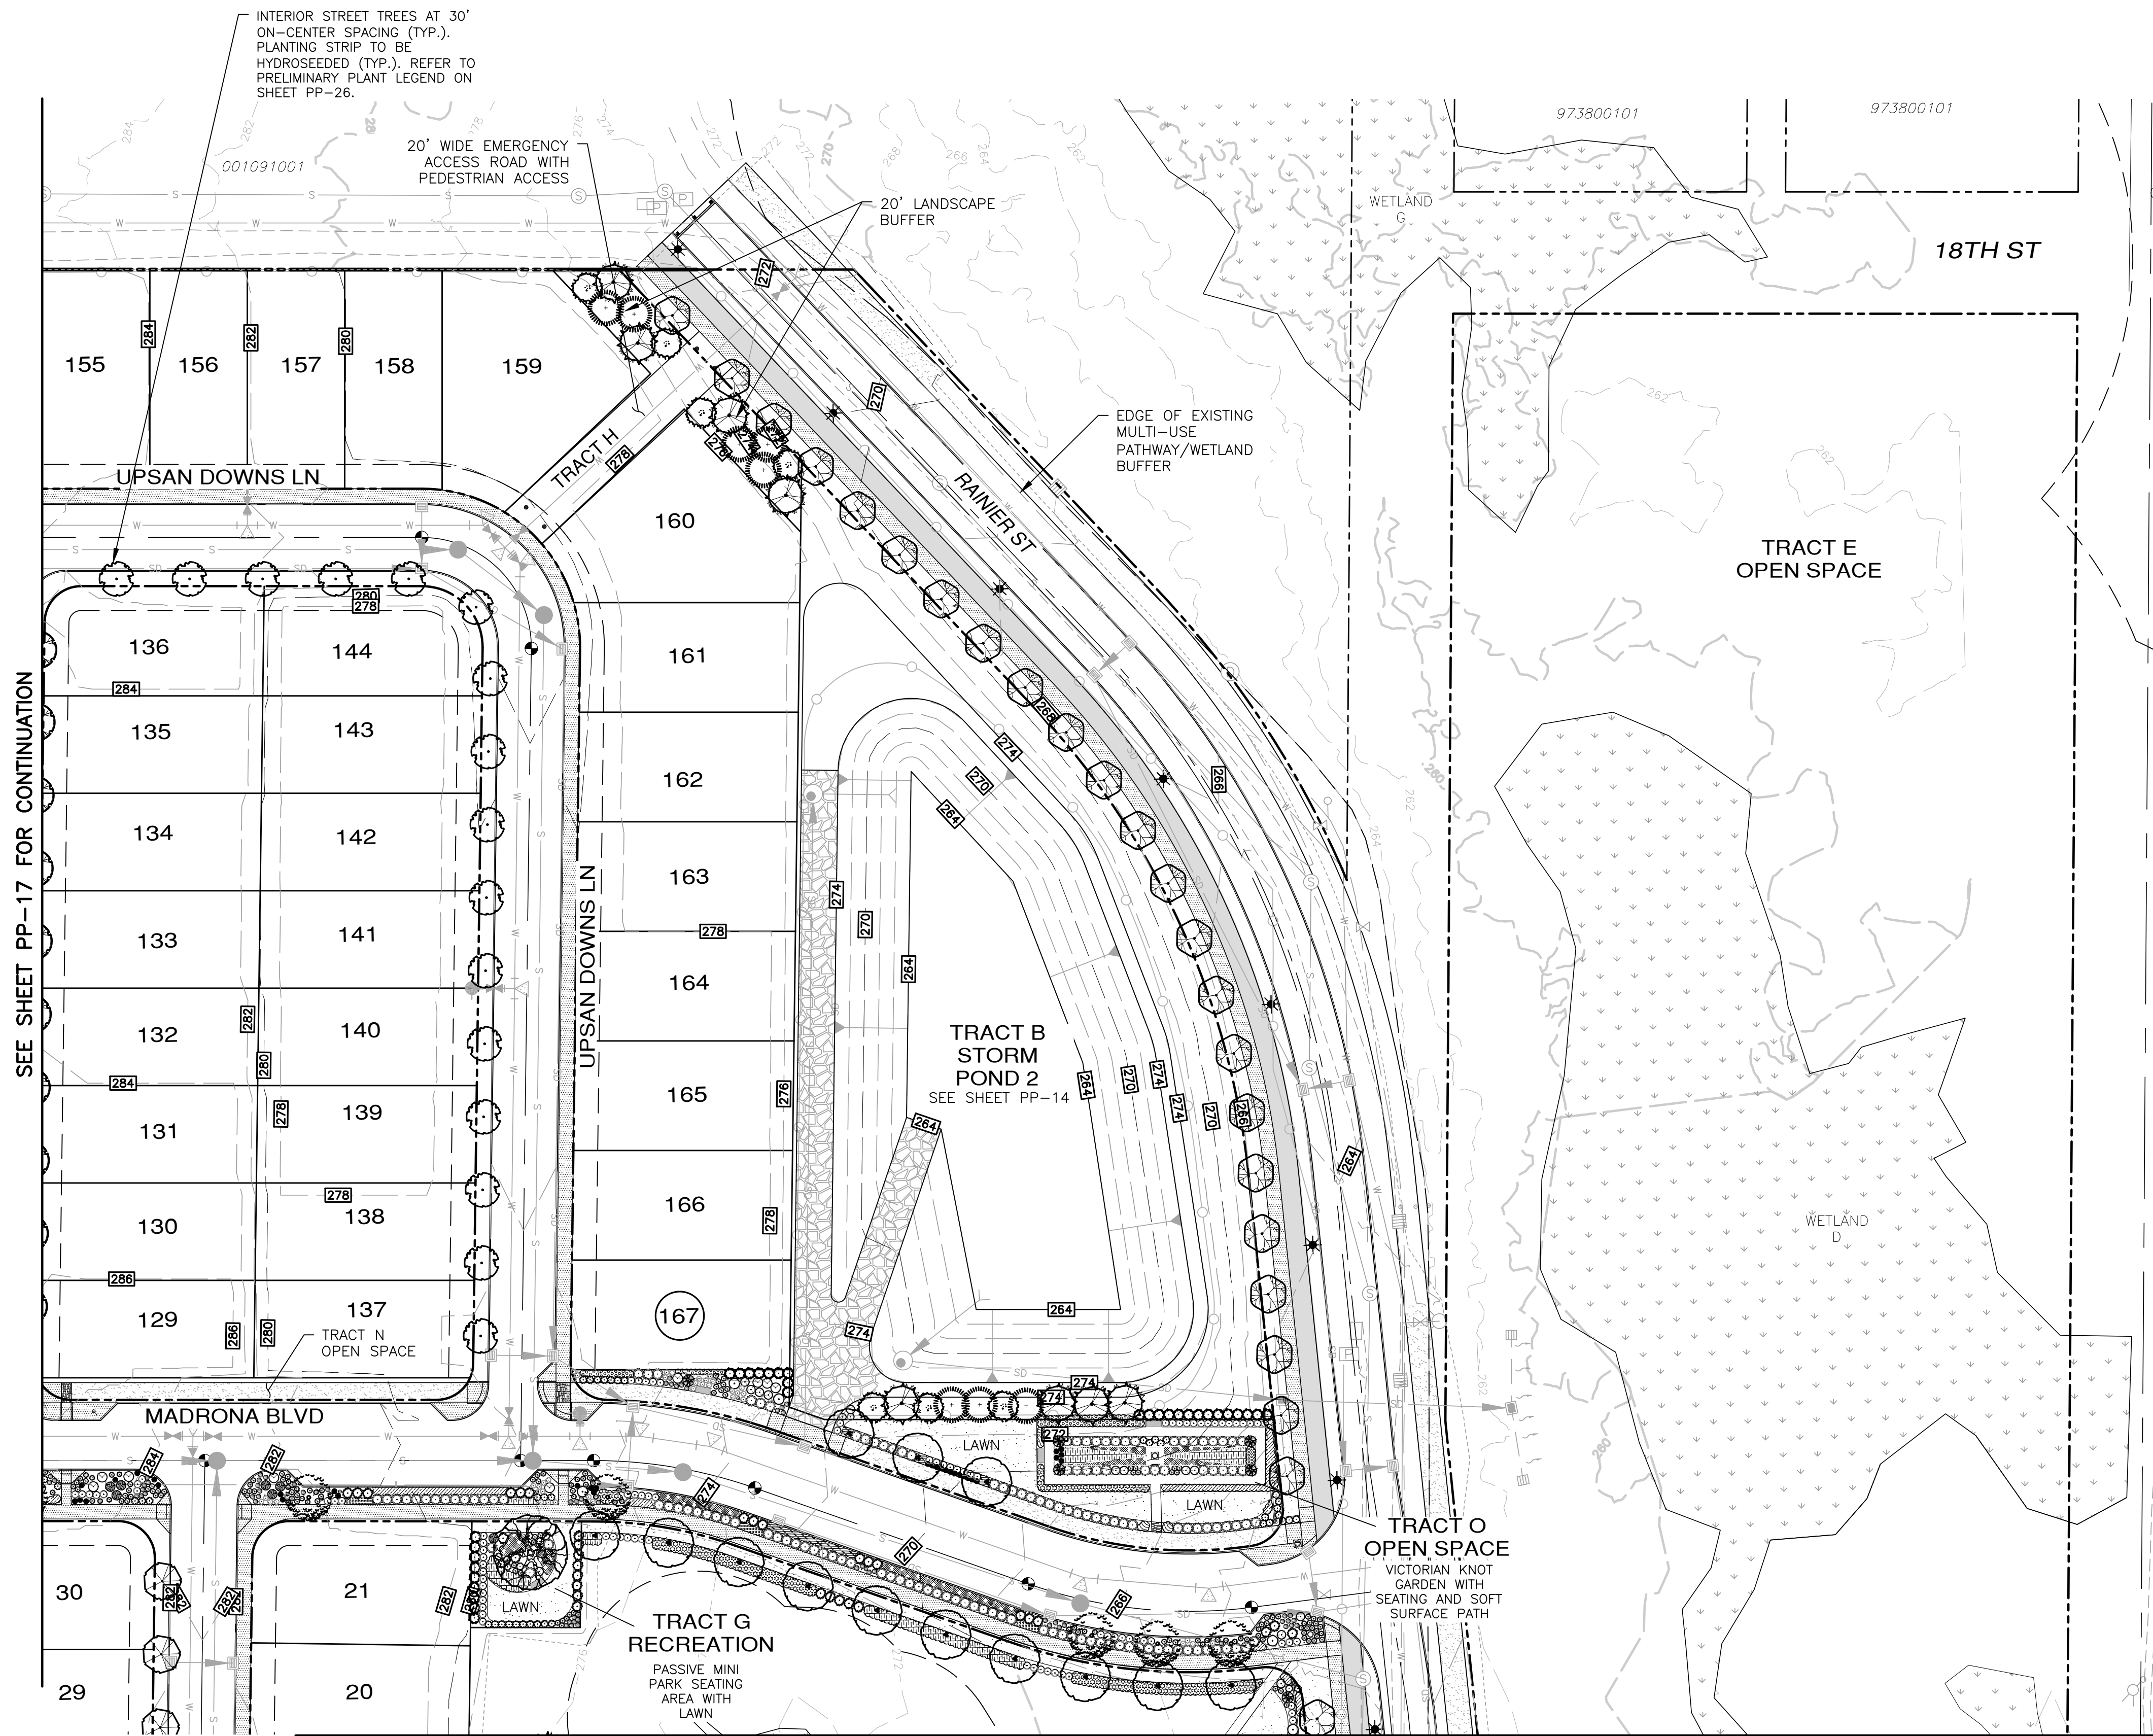 INTERIOR STREET TREES AT 30'
ON-CENTER SPACING (TYP.).
PLANTING STRIP TO BE
HYDROSEEDED (TYP.). REFER TO
PRELIMINARY PLANT LEGEND ON
SHEET PP-26.
20' WIDE EMERGENCY
ACCESS ROAD WITH
PEDESTRIAN ACCESS
001091001
20' LANDSCAPE
BUFFER
973800101
973800101
WETLAND
G
18TH ST
EDGE OF EXISTING
MULTI-USE
PATHWAY/WETLAND
BUFFER
RAINIER ST
TRACT H
UPSAN DOWNS LN
155
156
157
158
159
284
282
280
272
270
278
160
161
162
163
164
165
166
167
TRACT E
OPEN SPACE
SEE SHEET PP-17 FOR CONTINUATION
136
144
135
143
134
142
133
141
132
140
131
139
130
138
129
137
UPSAN DOWNS LN
TRACT B
STORM
POND 2
SEE SHEET PP-14
WETLAND
D
TRACT N
OPEN SPACE
MADRONA BLVD
LAWN
LAWN
LAWN
TRACT O
OPEN SPACE
VICTORIAN KNOT
GARDEN WITH
SEATING AND SOFT
SURFACE PATH
TRACT G
RECREATION
PASSIVE MINI
PARK SEATING
AREA WITH
LAWN
30
21
29
20
284
282
274
270
266